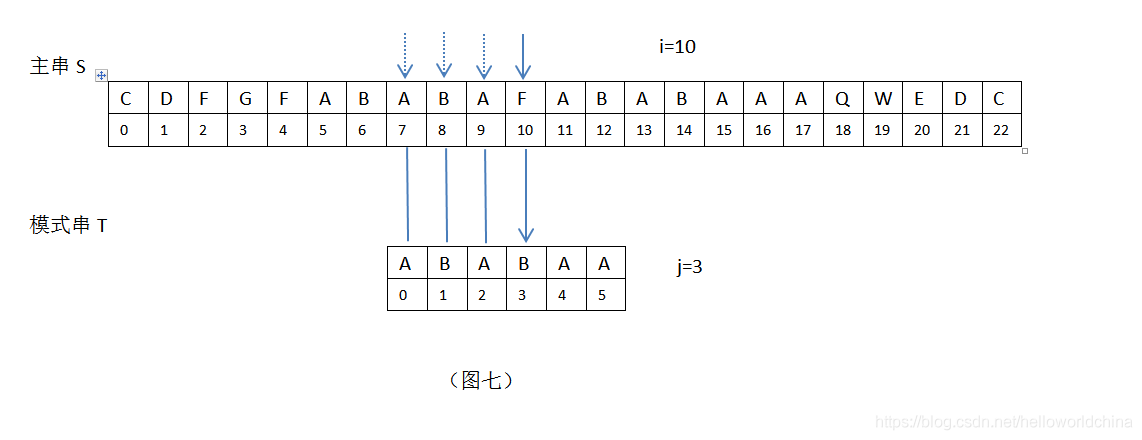 i=10
主串 S
C D F G F A B A B A F A B A B A A A Q W E D C
0 1 2 3 4 5 6 7 8 9 10 11 12 13 14 15 16 17 18 19 20 21 22
模式串 T
A B A B A A
j=3
0 1 2 3 4 5
（图七）
https://blog.csdn.net/helloworldchina